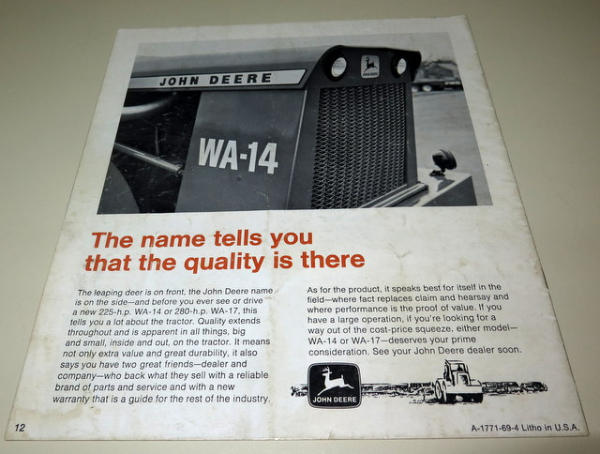 JOHN DEERE
WA-14
The name tells you
that the quality is there
The leaping deer is on front, the John Deere name
is on the side—and before you ever see or drive
a new 225-h.p. WA-14 or 280-h.p. WA-17, this
tells you a lot about the tractor. Quality extends
throughout and is apparent in all things, big
and small, inside and out, on the tractor. It means
not only extra value and great durability, it also
says you have two great friends—dealer and
company—who back what they sell with a reliable
brand of parts and service and with a new
warranty that is a guide for the rest of the industry.
As for the product, it speaks best for itself in the
field—where fact replaces claim and hearsay and
where performance is the proof of value. If you
have a large operation, if you're looking for a
way out of the cost-price squeeze, either model—
WA-14 or WA-17—deserves your prime
consideration. See your John Deere dealer soon.
JOHN DEERE
12
A-1771-69-4 Litho in U.S.A.